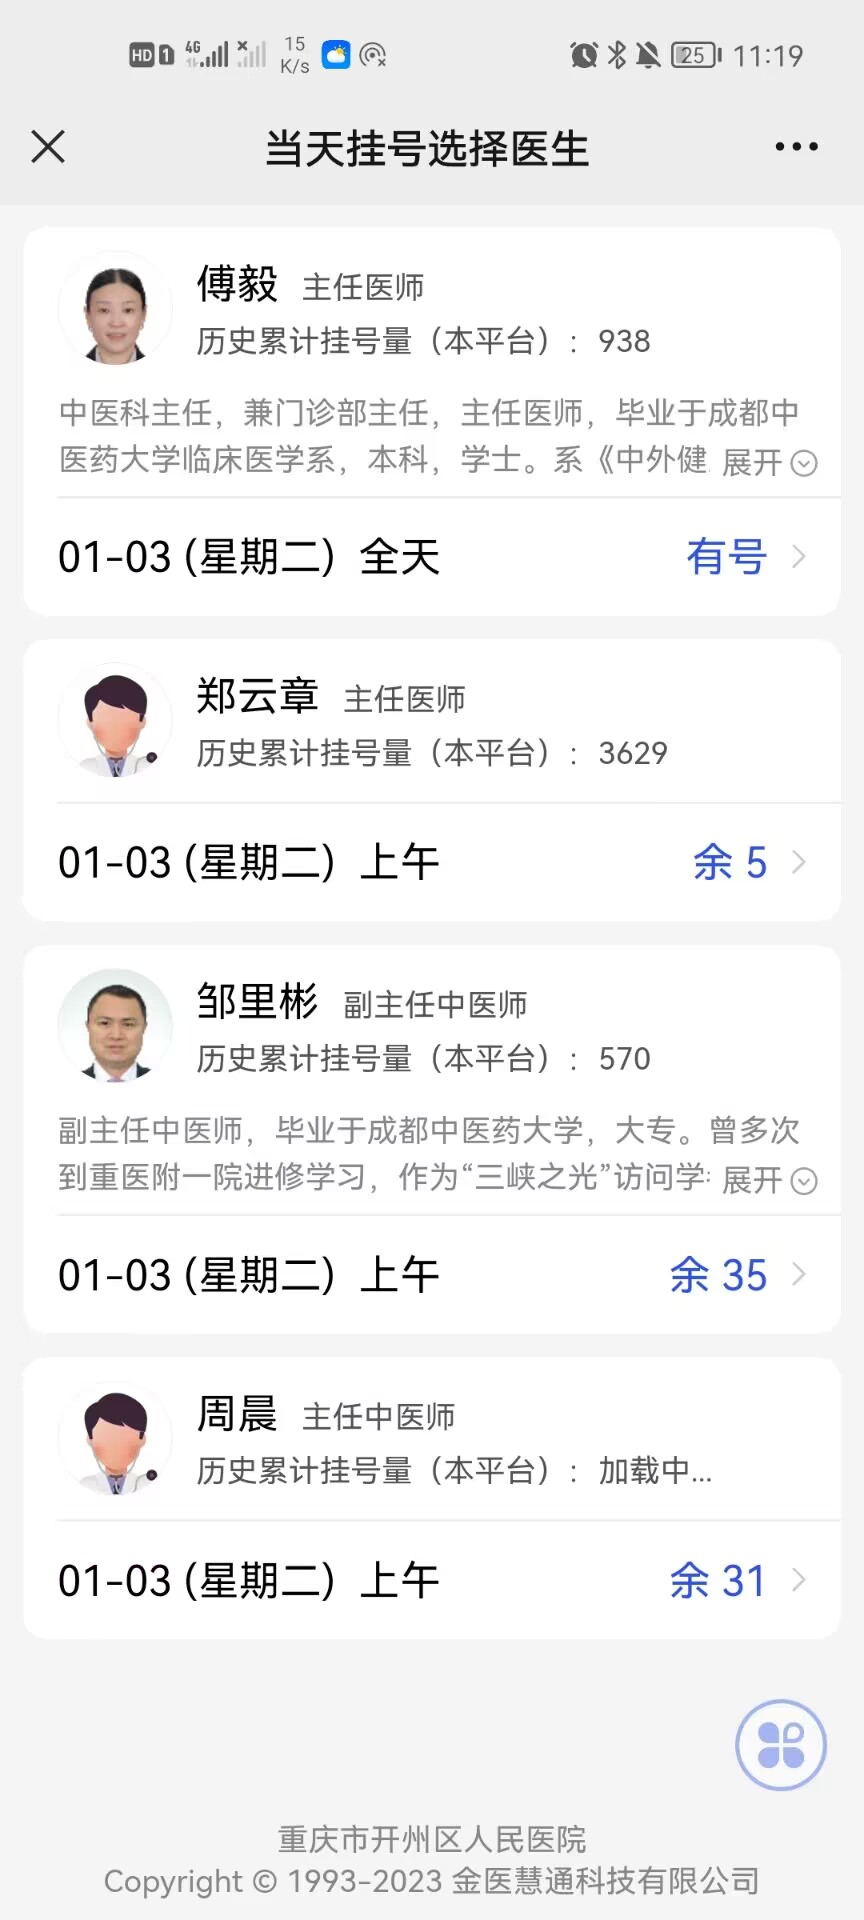 HD 1 4G 15 K/s 25 11:19
当天挂号选择医生
傅毅 主任医师
历史累计挂号量（本平台）: 938
中医科主任，兼门诊部主任，主任医师，毕业于成都中
医药大学临床医学系，本科，学士。系《中外健 展开
01-03 (星期二) 全天 有号
郑云章 主任医师
历史累计挂号量（本平台）: 3629
01-03 (星期二) 上午 余 5
邹里彬 副主任中医师
历史累计挂号量（本平台）: 570
副主任中医师，毕业于成都中医药大学，大专。曾多次
到重医附一院进修学习，作为“三峡之光”访问学 展开
01-03 (星期二) 上午 余 35
周晨 主任中医师
历史累计挂号量（本平台）: 加载中...
01-03 (星期二) 上午 余 31
重庆市开州区人民医院
Copyright © 1993-2023 金医慧通科技有限公司